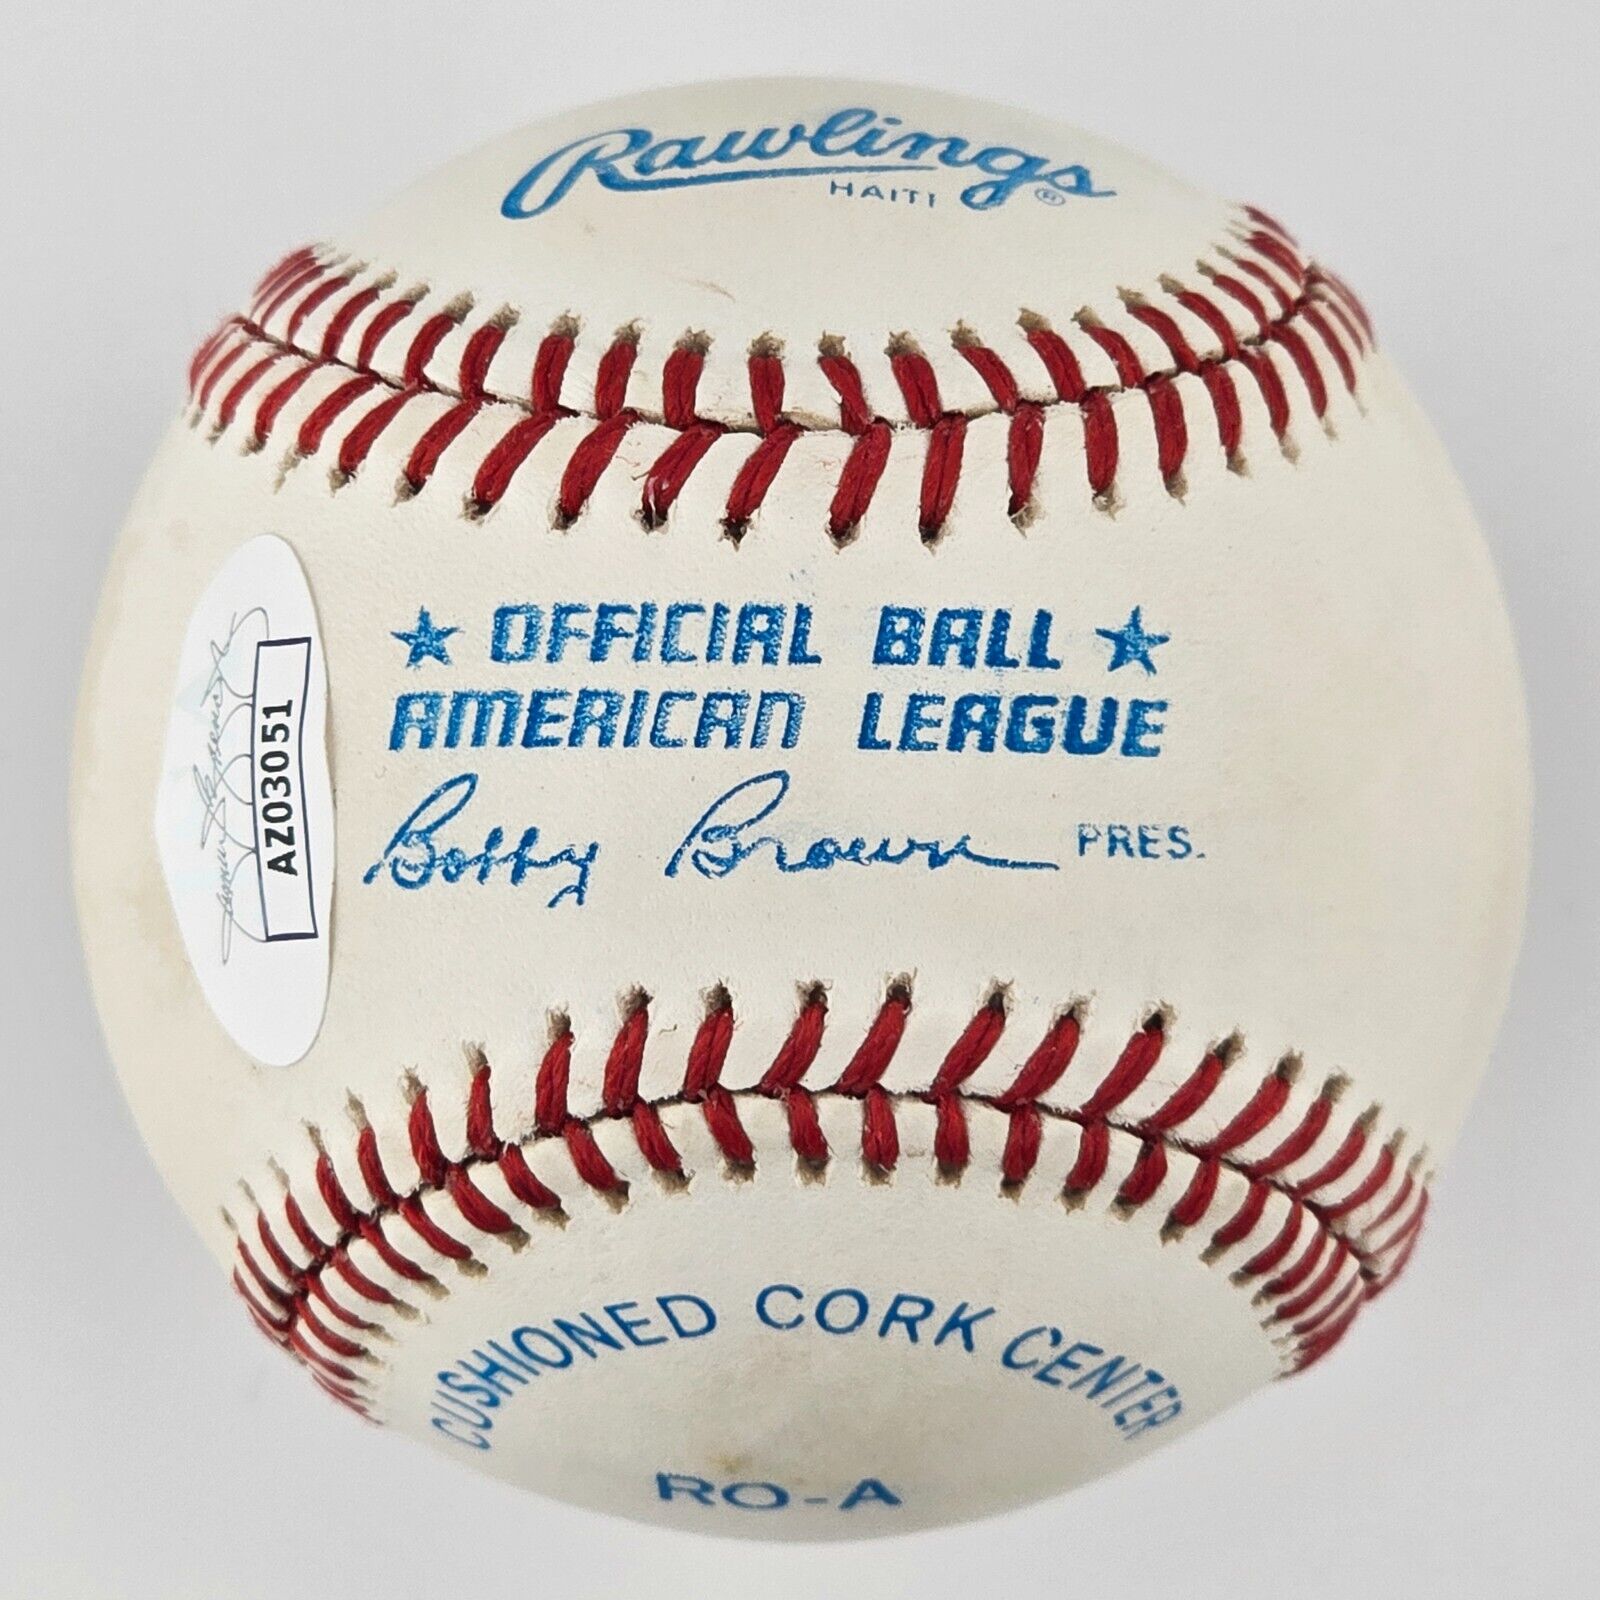 Rawlings
HAITI ®
★ OFFICIAL BALL ★
AMERICAN LEAGUE
Bobby Brown PRES.
AZ03051
CUSHIONED CORK CENTER
RO-A